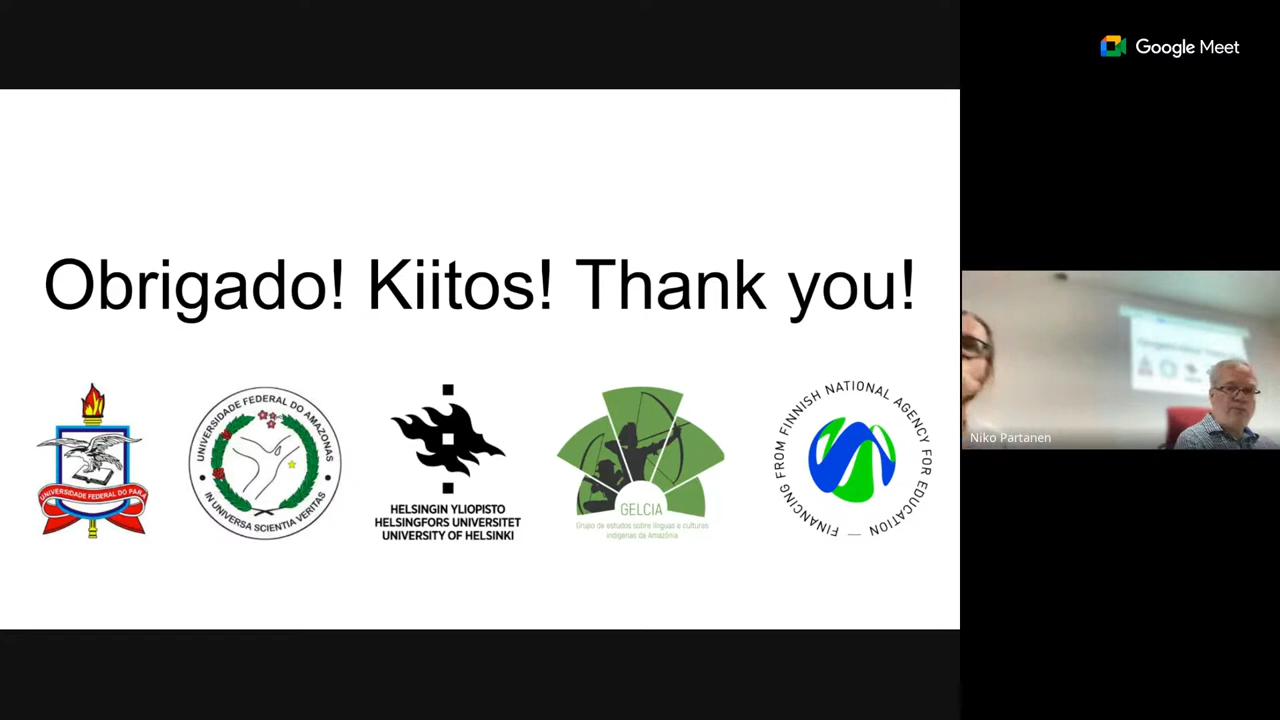 Google Meet
Obrigado! Kiitos! Thank you!
UNIVERSIDADE FEDERAL DO PARÁ
UNIVERSIDADE FEDERAL DO AMAZONAS
IN UNIVERSA SCIENTIA VERITAS
HELSINGIN YLIOPISTO
HELSINGFORS UNIVERSITET
UNIVERSITY OF HELSINKI
GELCIA
Grupo de estudos sobre línguas e culturas
indígenas da Amazônia
FINANCING FROM FINNISH NATIONAL AGENCY FOR EDUCATION —
Niko Partanen